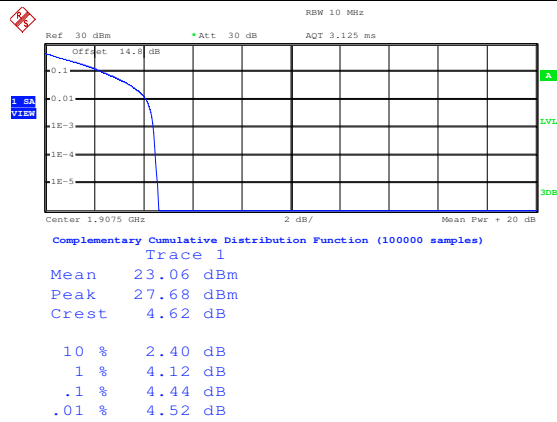 RBW 10 MHz
Ref 30 dBm *Att 30 dB AQT 3.125 ms
Offset 14.8 dB
0.1
A
0.01
1 SA
VIEW
LVL
1E-3
1E-4
1E-5
3DB
Center 1.9075 GHz 2 dB/ Mean Pwr + 20 dB
Complementary Cumulative Distribution Function (100000 samples)
Trace 1
Mean 23.06 dBm
Peak 27.68 dBm
Crest 4.62 dB
10 % 2.40 dB
1 % 4.12 dB
.1 % 4.44 dB
.01 % 4.52 dB